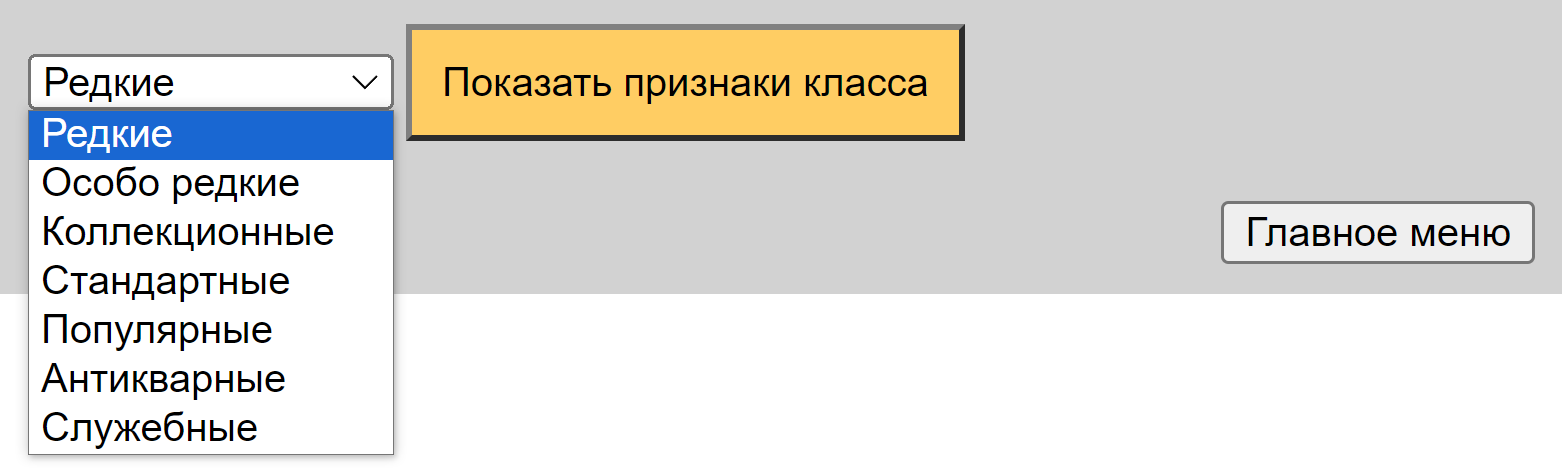 Редкие
Показать признаки класса
Редкие
Особо редкие
Коллекционные
Стандартные
Популярные
Антикварные
Служебные
Главное меню